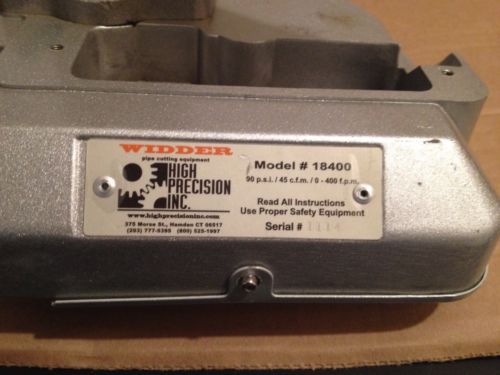 WIDDER
pipe cutting equipment
HIGH
PRECISION
INC.
www.highprecisioninc.com
375 Morse St., Hamden CT 06517
(203) 777-5395 (800) 525-1997
Model # 18400
90 p.s.i. / 45 c.f.m. / 0 - 400 f.p.m.
Read All Instructions
Use Proper Safety Equipment
Serial # 1114